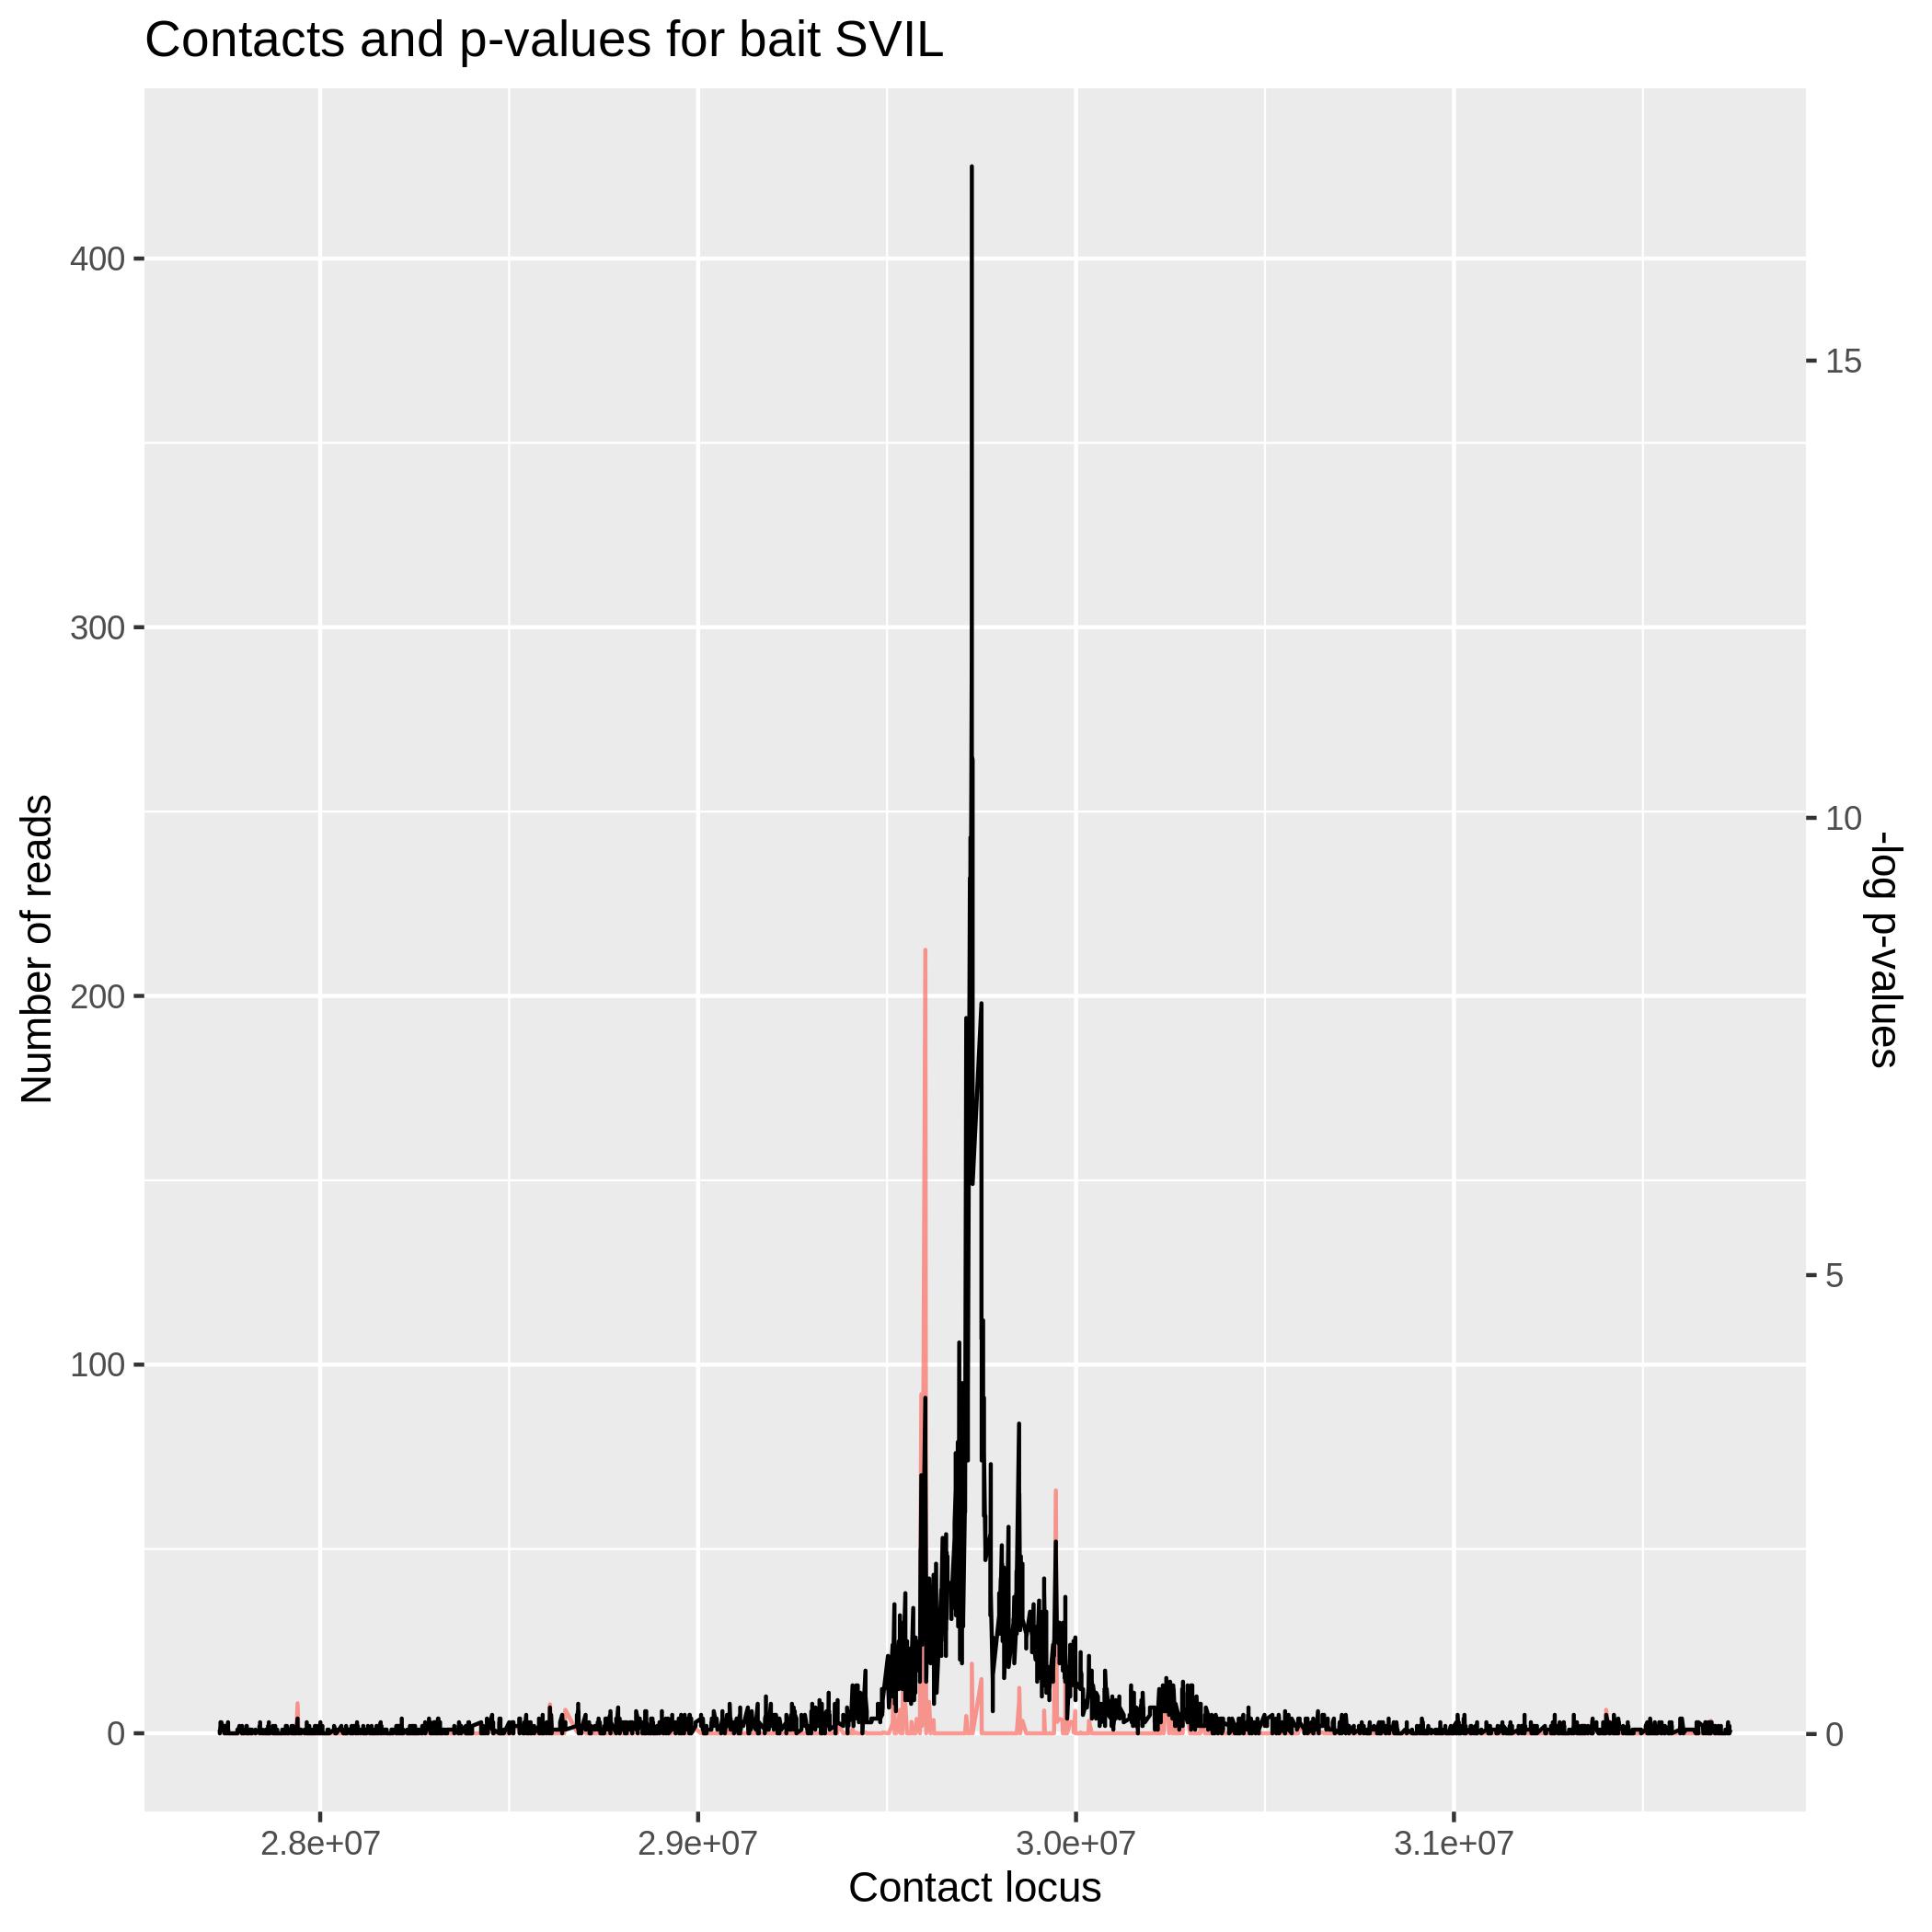 Contacts and p-values for bait SVIL
400
300
200
100
0
Number of reads
15
10
5
0
-log p-values
2.8e+07
2.9e+07
3.0e+07
3.1e+07
Contact locus